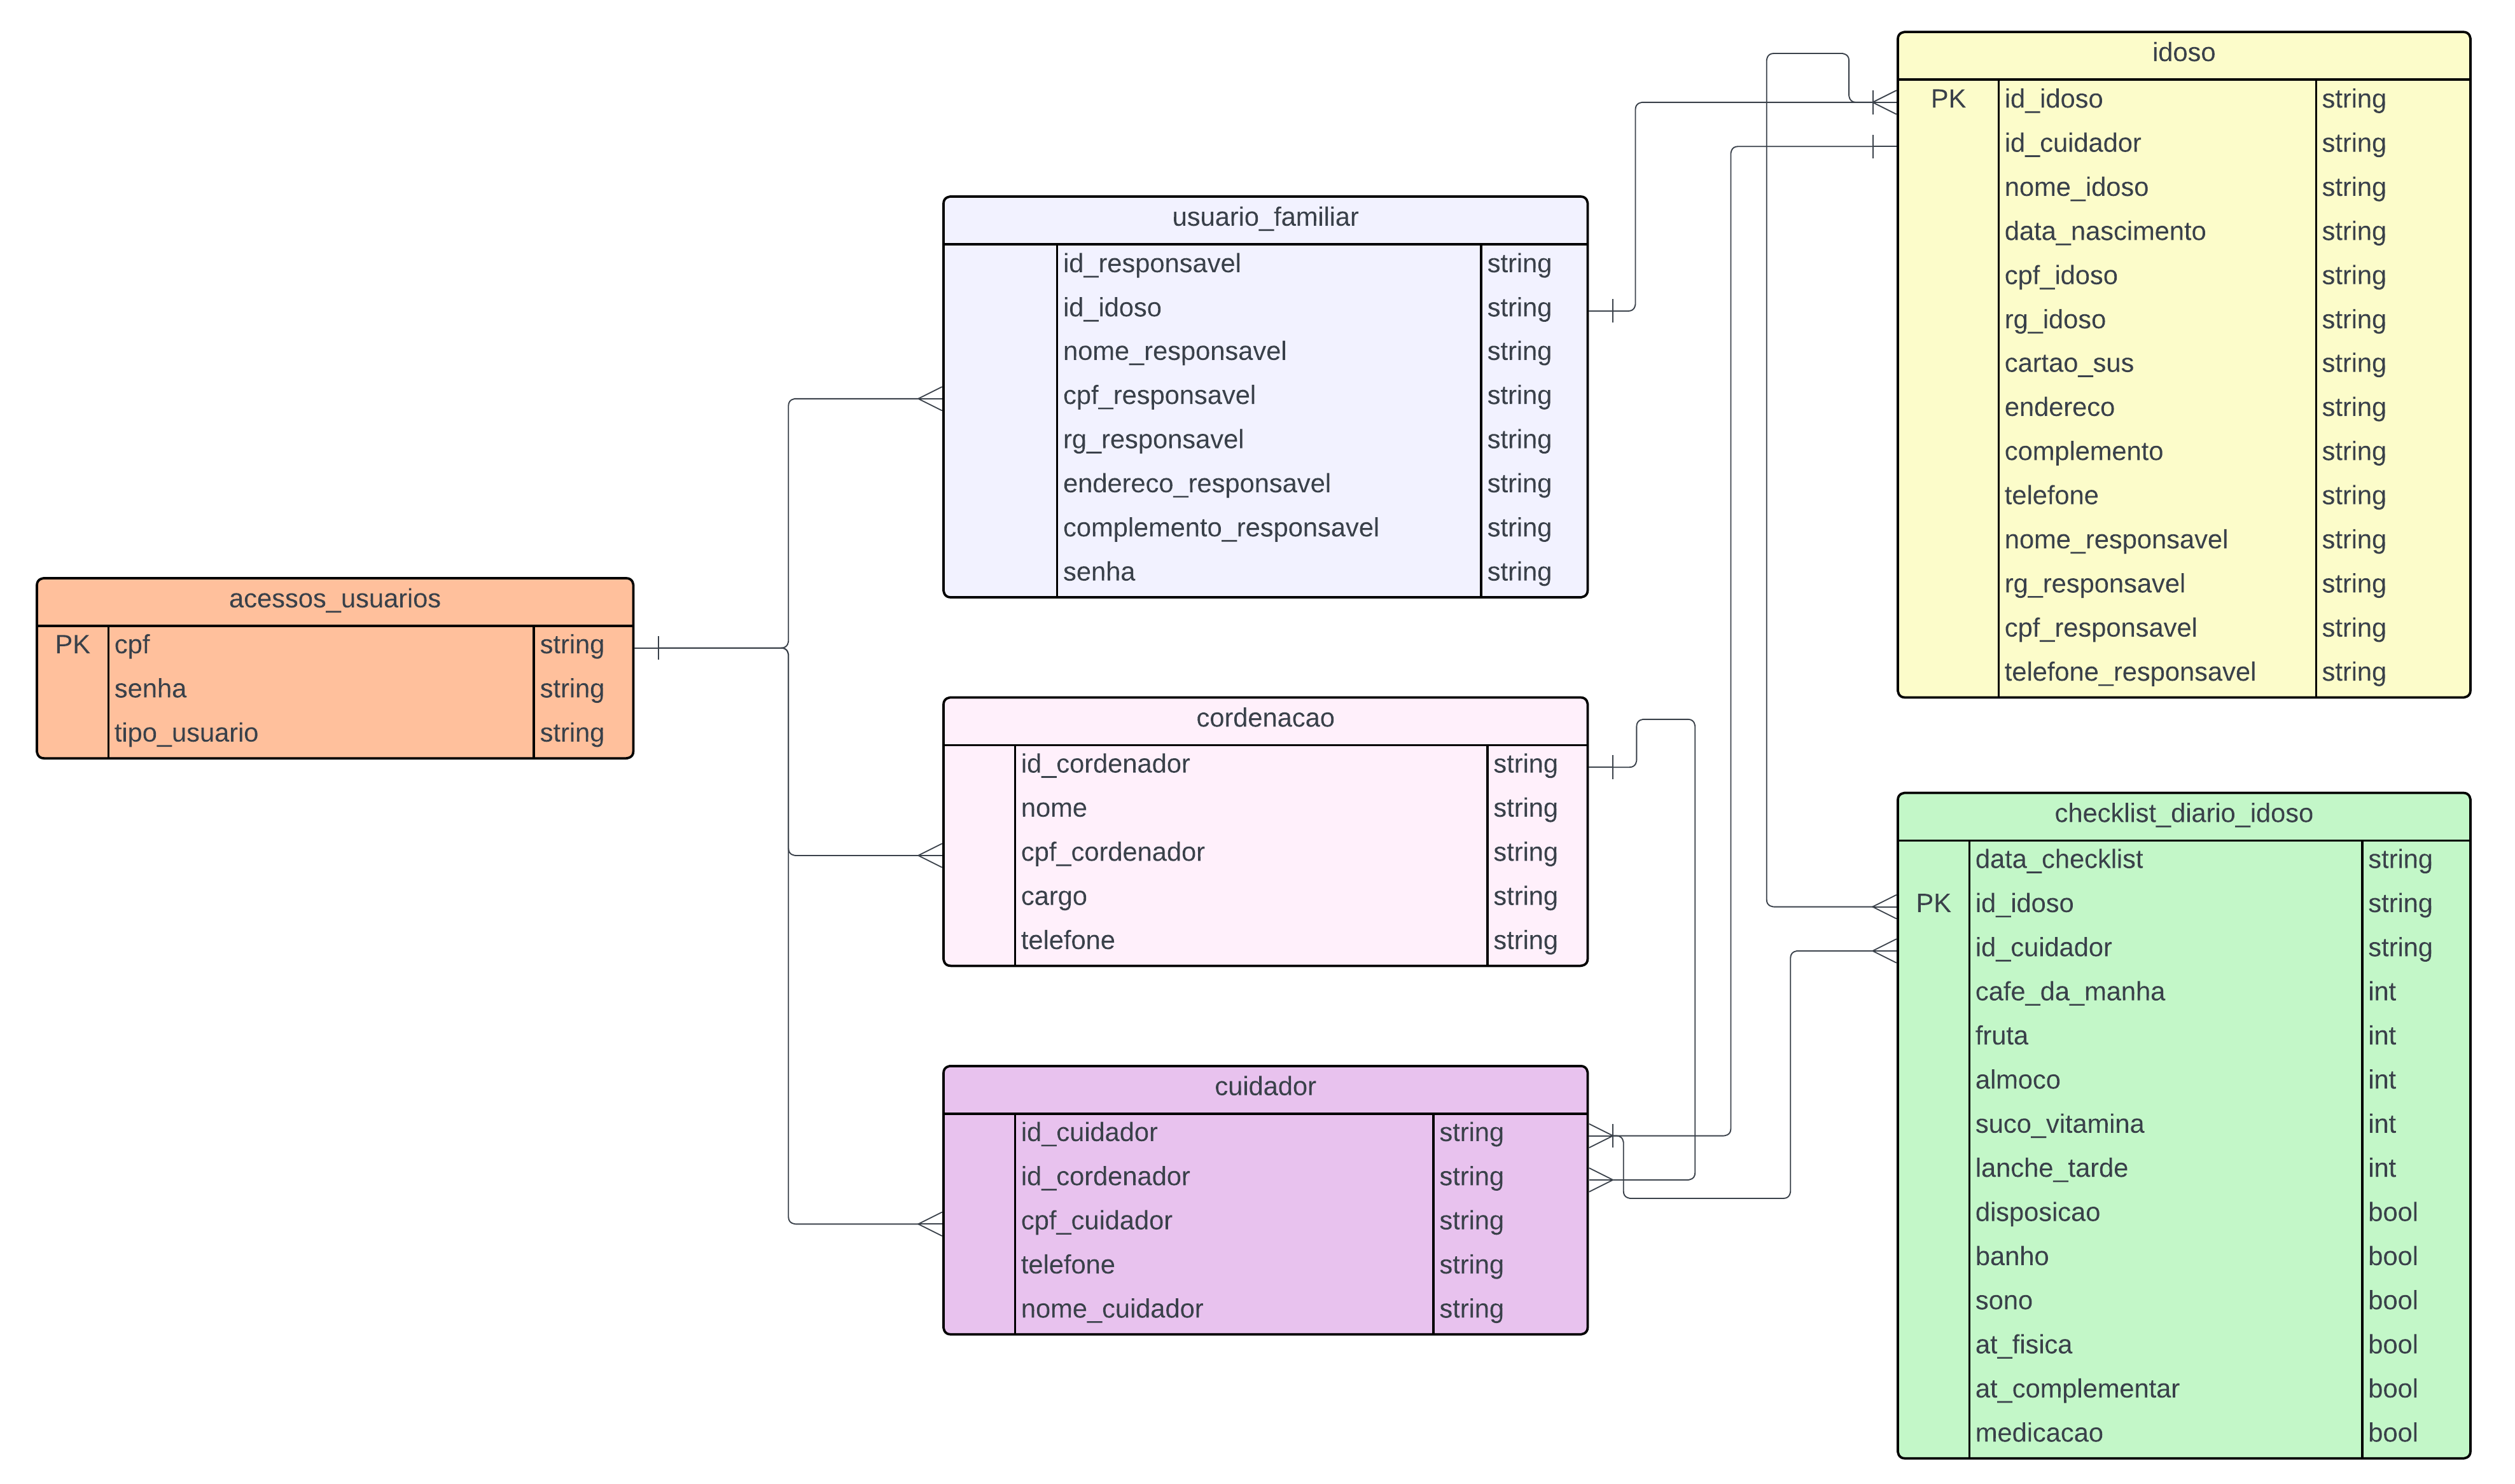 acessos_usuarios
PK cpf string
senha string
tipo_usuario string
usuario_familiar
id_responsavel string
id_idoso string
nome_responsavel string
cpf_responsavel string
rg_responsavel string
endereco_responsavel string
complemento_responsavel string
senha string
cordenacao
id_cordenador string
nome string
cpf_cordenador string
cargo string
telefone string
cuidador
id_cuidador string
id_cordenador string
cpf_cuidador string
telefone string
nome_cuidador string
idoso
PK id_idoso string
id_cuidador string
nome_idoso string
data_nascimento string
cpf_idoso string
rg_idoso string
cartao_sus string
endereco string
complemento string
telefone string
nome_responsavel string
rg_responsavel string
cpf_responsavel string
telefone_responsavel string
checklist_diario_idoso
data_checklist string
PK id_idoso string
id_cuidador string
cafe_da_manha int
fruta int
almoco int
suco_vitamina int
lanche_tarde int
disposicao bool
banho bool
sono bool
at_fisica bool
at_complementar bool
medicacao bool